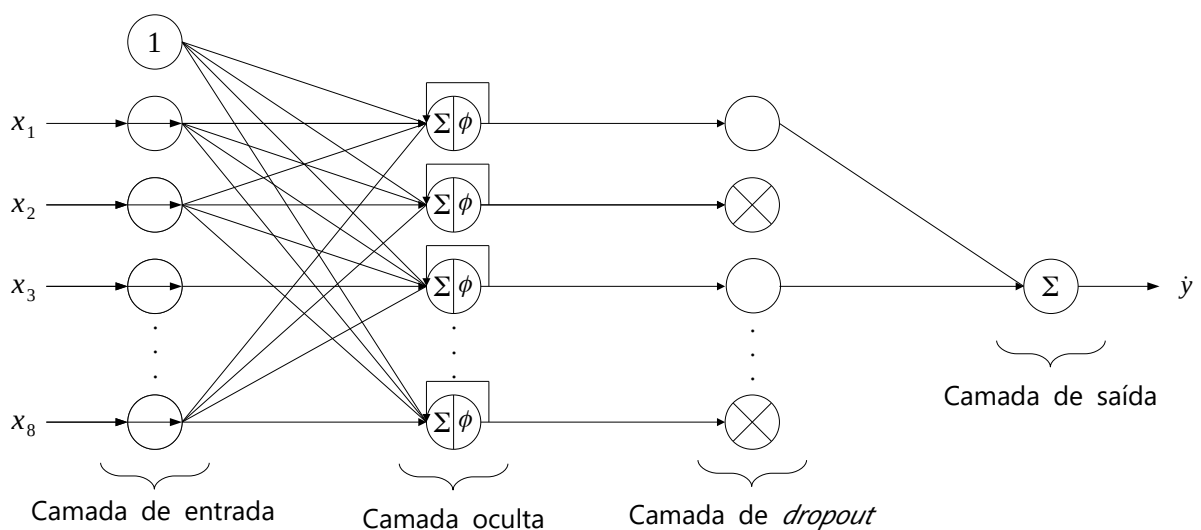 1
x1
Σ ϕ
x2
Σ ϕ
x3
Σ ϕ
Σ
ẏ
x8
Σ ϕ
Camada de saída
Camada de entrada
Camada oculta
Camada de dropout